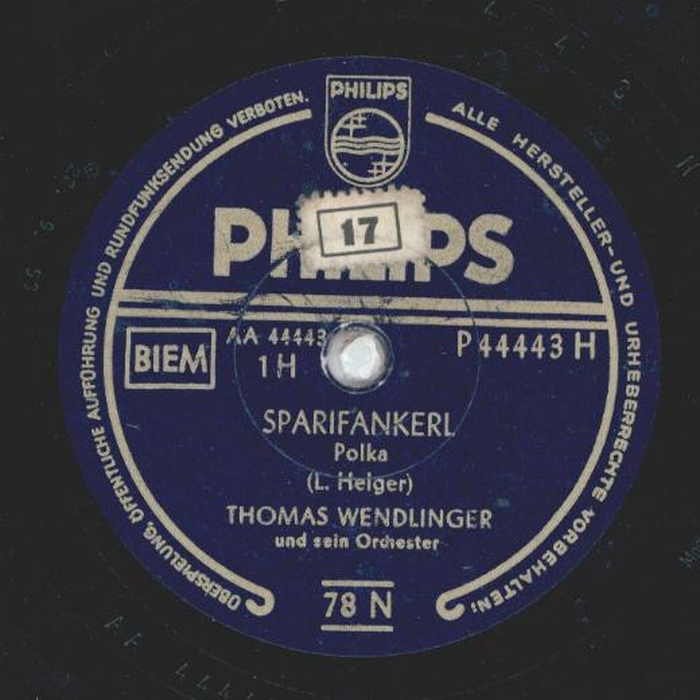 PHILIPS
ALLE HERSTELLER- UND URHEBERRECHTE VORBEHALTEN;
ÜBERSPIELUNG, ÖFFENTLICHE AUFFÜHRUNG UND RUNDFUNKSENDUNG VERBOTEN.
PHILIPS
17
BIEM
AA 44443
1 H
P 44443 H
SPARIFANKERL
Polka
(L. Heiger)
THOMAS WENDLINGER
und sein Orchester
78 N